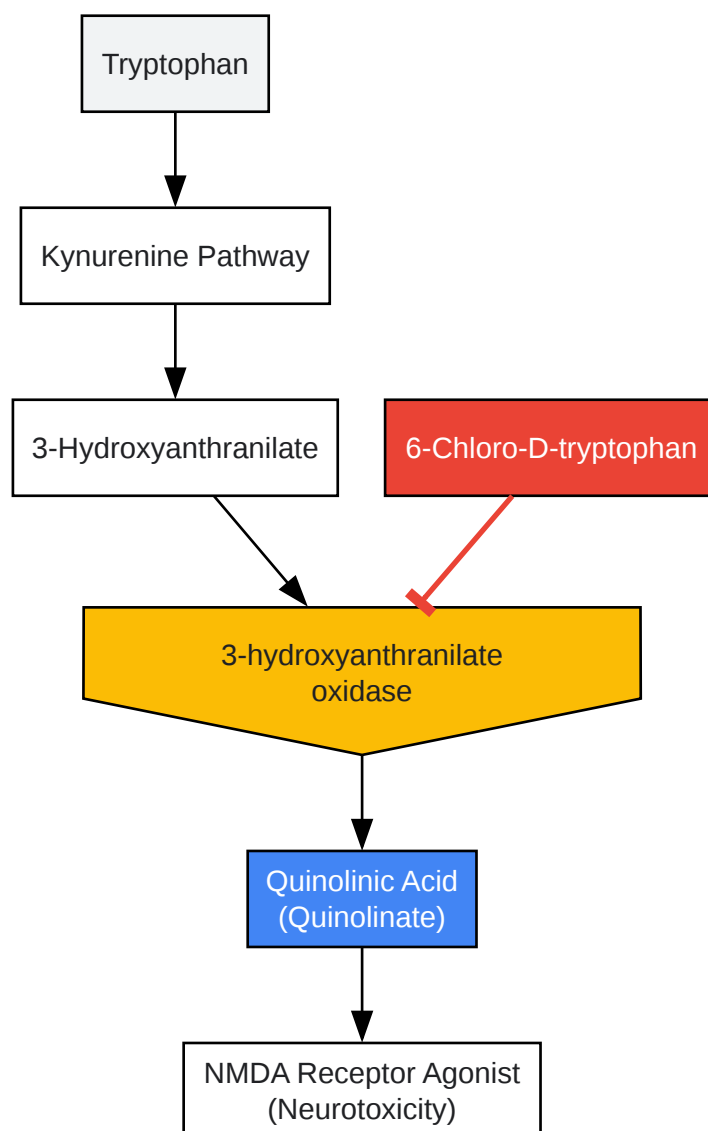 Tryptophan
Kynurenine Pathway
3-Hydroxyanthranilate
6-Chloro-D-tryptophan
3-hydroxyanthranilate
oxidase
Quinolinic Acid
(Quinolinate)
NMDA Receptor Agonist
(Neurotoxicity)